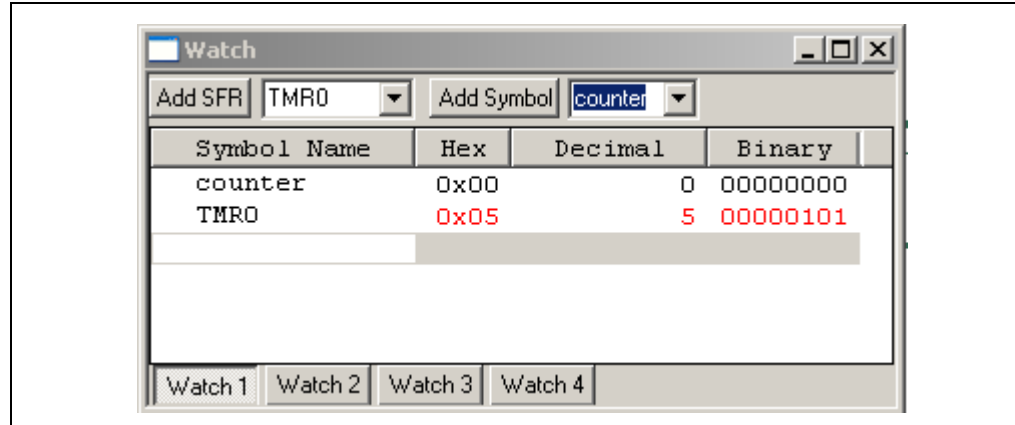 Watch
Add SFR TMR0 Add Symbol counter
Symbol Name Hex Decimal Binary
counter 0x00 0 00000000
TMR0 0x05 5 00000101
Watch 1 Watch 2 Watch 3 Watch 4